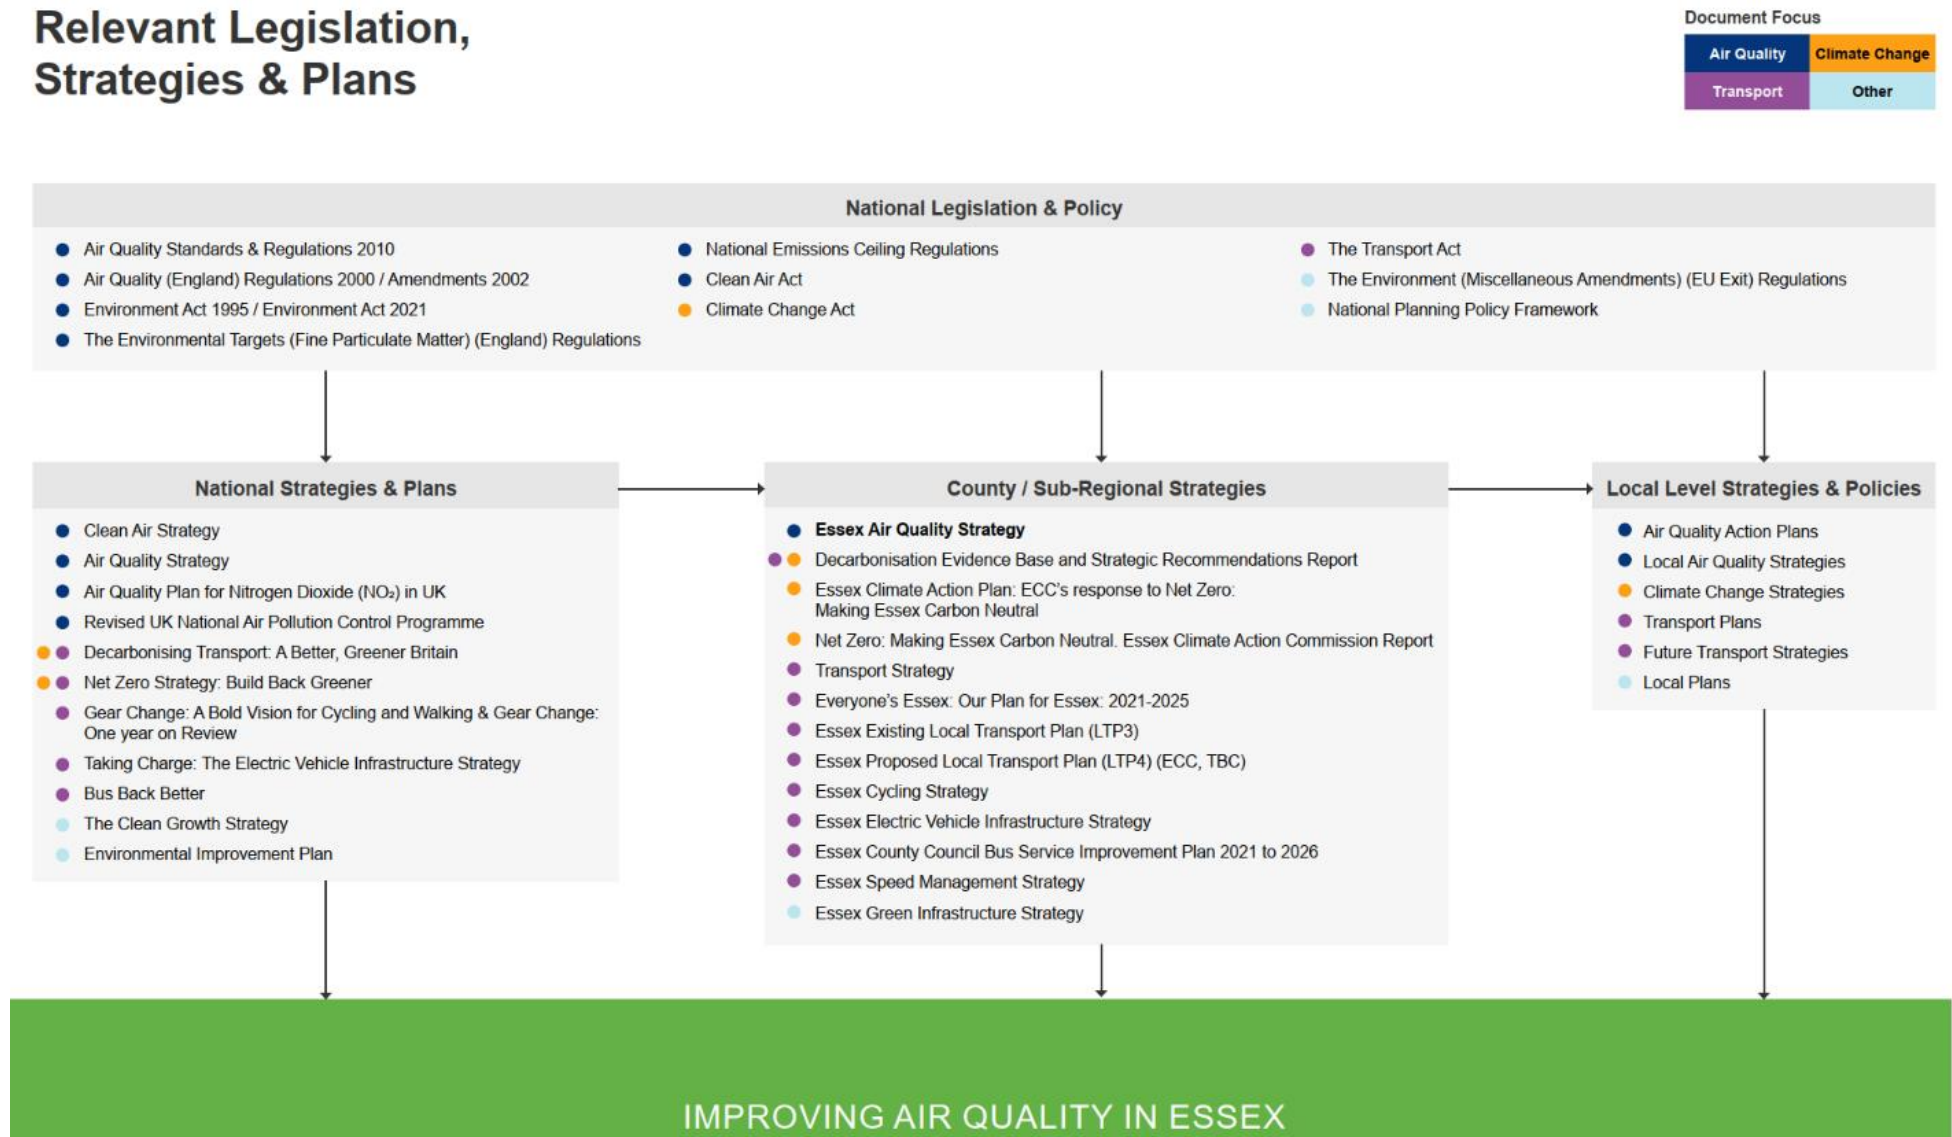 Relevant Legislation,
Strategies & Plans
Document Focus
Air Quality
Climate Change
Transport
Other
National Legislation & Policy
Air Quality Standards & Regulations 2010
Air Quality (England) Regulations 2000 / Amendments 2002
Environment Act 1995 / Environment Act 2021
The Environmental Targets (Fine Particulate Matter) (England) Regulations
National Emissions Ceiling Regulations
Clean Air Act
Climate Change Act
The Transport Act
The Environment (Miscellaneous Amendments) (EU Exit) Regulations
National Planning Policy Framework
National Strategies & Plans
Clean Air Strategy
Air Quality Strategy
Air Quality Plan for Nitrogen Dioxide (NO₂) in UK
Revised UK National Air Pollution Control Programme
Decarbonising Transport: A Better, Greener Britain
Net Zero Strategy: Build Back Greener
Gear Change: A Bold Vision for Cycling and Walking & Gear Change:
One year on Review
Taking Charge: The Electric Vehicle Infrastructure Strategy
Bus Back Better
The Clean Growth Strategy
Environmental Improvement Plan
County / Sub-Regional Strategies
Essex Air Quality Strategy
Decarbonisation Evidence Base and Strategic Recommendations Report
Essex Climate Action Plan: ECC's response to Net Zero:
Making Essex Carbon Neutral
Net Zero: Making Essex Carbon Neutral. Essex Climate Action Commission Report
Transport Strategy
Everyone's Essex: Our Plan for Essex: 2021-2025
Essex Existing Local Transport Plan (LTP3)
Essex Proposed Local Transport Plan (LTP4) (ECC, TBC)
Essex Cycling Strategy
Essex Electric Vehicle Infrastructure Strategy
Essex County Council Bus Service Improvement Plan 2021 to 2026
Essex Speed Management Strategy
Essex Green Infrastructure Strategy
Local Level Strategies & Policies
Air Quality Action Plans
Local Air Quality Strategies
Climate Change Strategies
Transport Plans
Future Transport Strategies
Local Plans
IMPROVING AIR QUALITY IN ESSEX